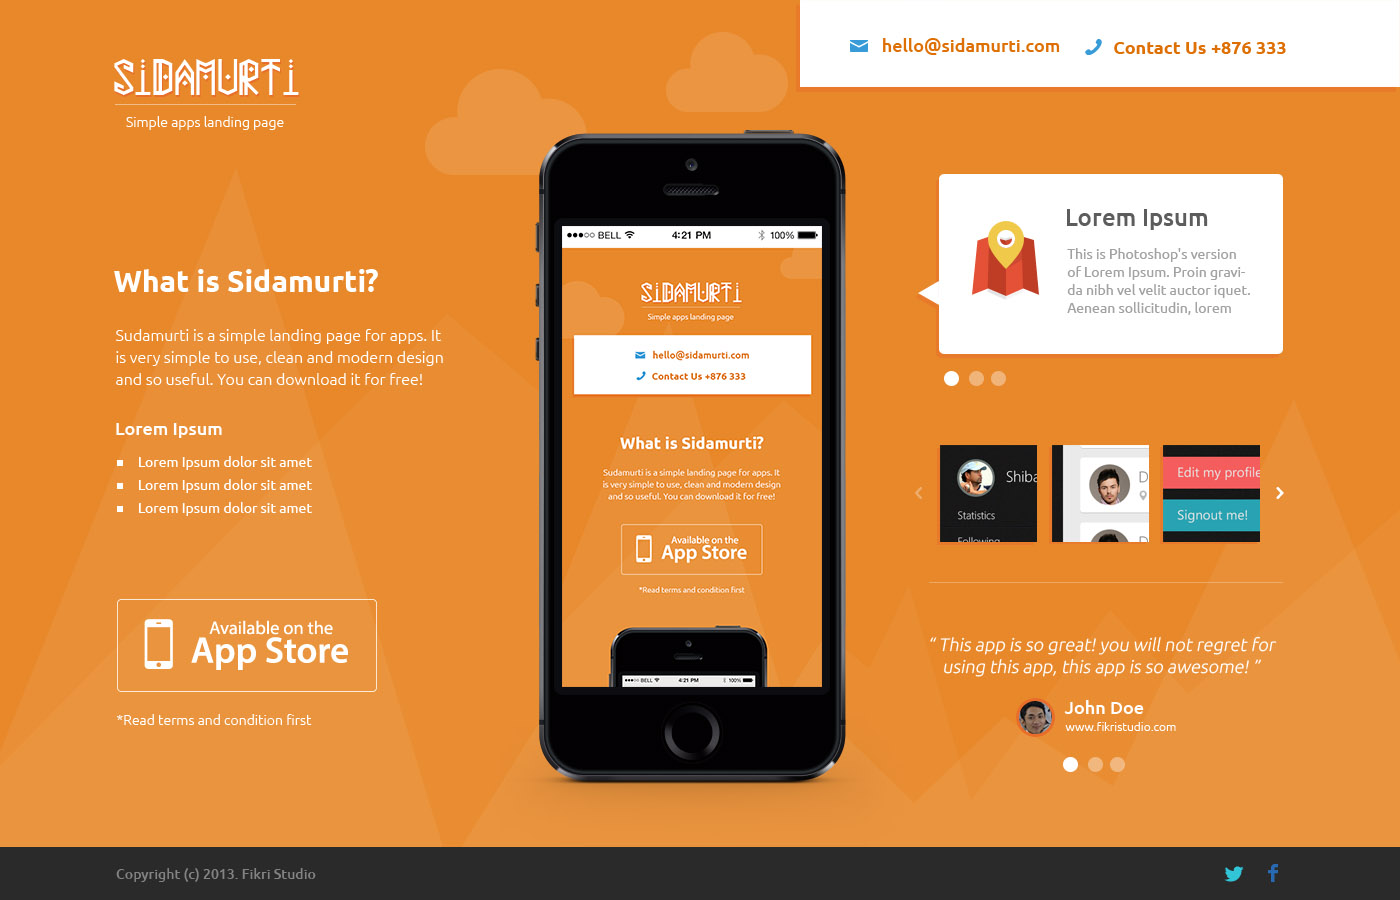 SiDAMURTi
Simple apps landing page
hello@sidamurti.com
Contact Us +876 333
What is Sidamurti?
Sudamurti is a simple landing page for apps. It
is very simple to use, clean and modern design
and so useful. You can download it for free!
Lorem Ipsum
Lorem Ipsum dolor sit amet
Lorem Ipsum dolor sit amet
Lorem Ipsum dolor sit amet
Available on the
App Store
*Read terms and condition first
BELL 4:21 PM 100%
SiDAMURTi
Simple apps landing page
hello@sidamurti.com
Contact Us +876 333
What is Sidamurti?
Sudamurti is a simple landing page for apps. It
is very simple to use, clean and modern design
and so useful. You can download it for free!
Available on the
App Store
*Read terms and condition first
BELL 4:21 PM 100%
Lorem Ipsum
This is Photoshop's version
of Lorem Ipsum. Proin gravi-
da nibh vel velit auctor iquet.
Aenean sollicitudin, lorem
Shiba
Statistics
Following
D
D
Edit my profile
Signout me!
“ This app is so great! you will not regret for
using this app, this app is so awesome! ”
John Doe
www.fikristudio.com
Copyright (c) 2013. Fikri Studio